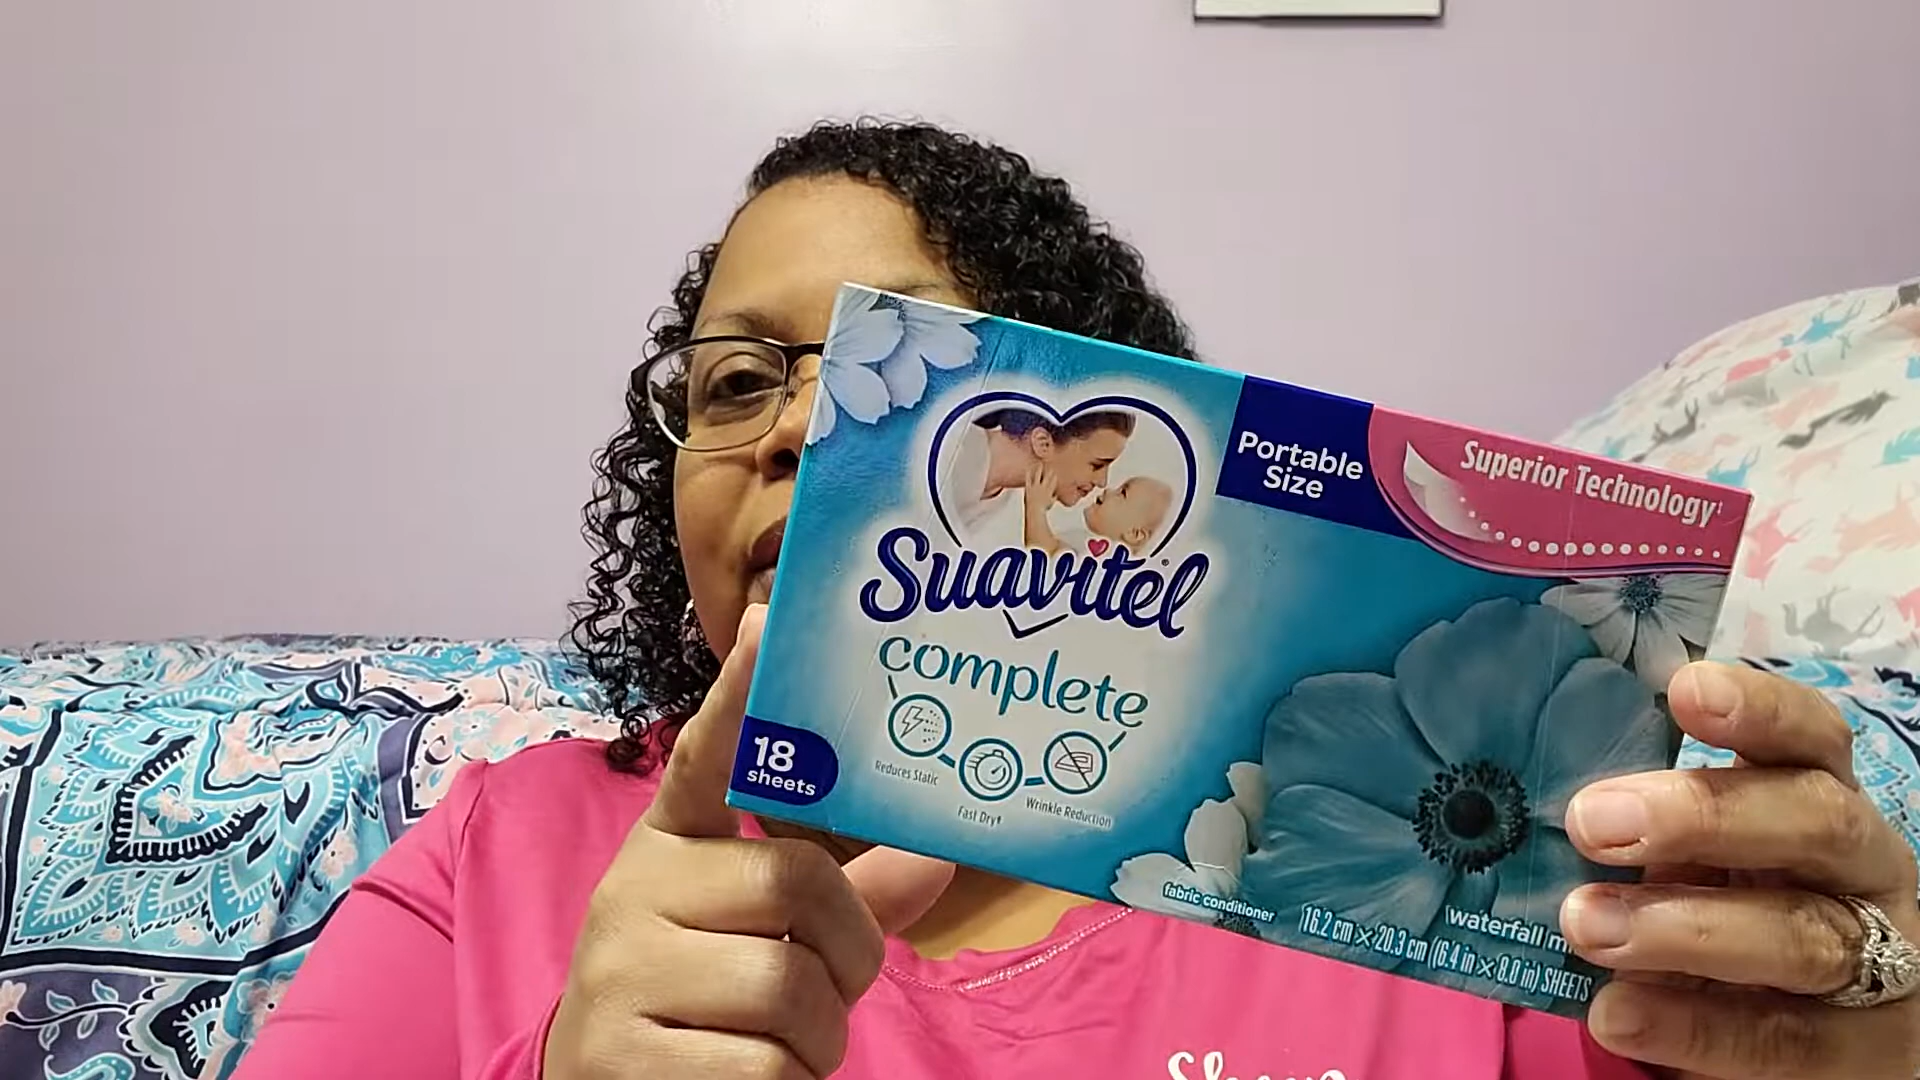 Portable
Size
Superior Technology‡
Suavitel®
complete
18
sheets
Reduces Static
Fast Dry†
Wrinkle Reduction
fabric conditioner
waterfall
16.2 cm x 20.3 cm (6.4 in x 8.0 in) SHEETS